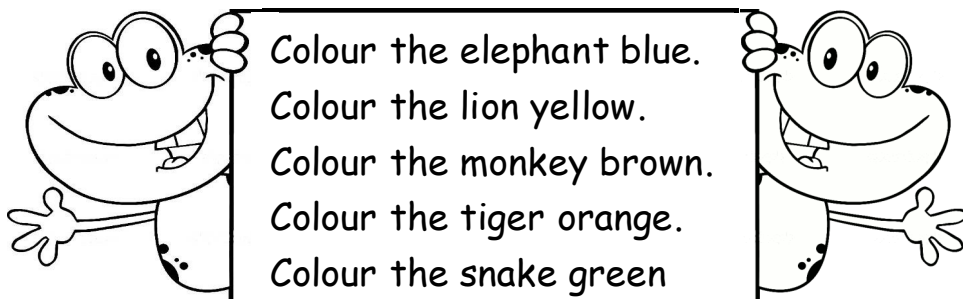 Colour the elephant blue.
Colour the lion yellow.
Colour the monkey brown.
Colour the tiger orange.
Colour the snake green